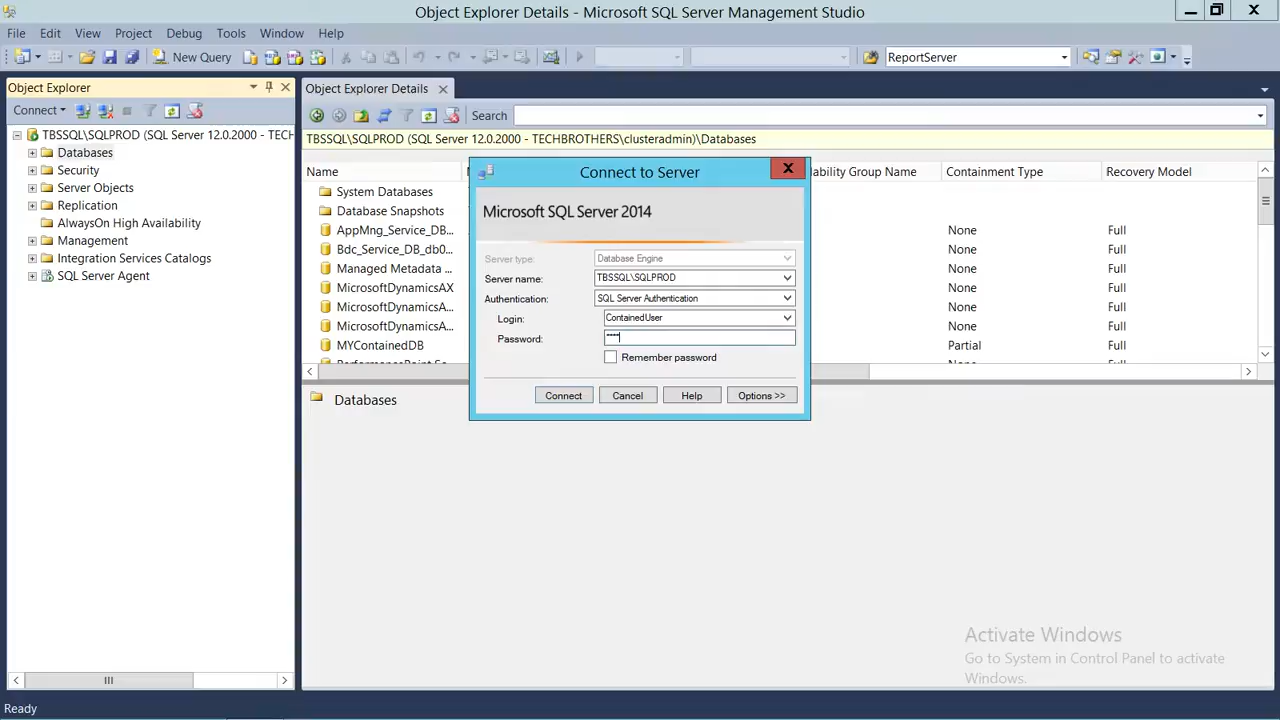 Object Explorer Details - Microsoft SQL Server Management Studio
File Edit View Project Debug Tools Window Help
New Query ReportServer
Object Explorer
Connect
TBSSQL\SQLPROD (SQL Server 12.0.2000 - TECH
Databases
Security
Server Objects
Replication
AlwaysOn High Availability
Management
Integration Services Catalogs
SQL Server Agent
Object Explorer Details
Search
TBSSQL\SQLPROD (SQL Server 12.0.2000 - TECHBROTHERS\clusteradmin)\Databases
Name lability Group Name Containment Type Recovery Model
System Databases
Database Snapshots
AppMng_Service_DB... None Full
Bdc_Service_DB_db0... None Full
Managed Metadata ... None Full
MicrosoftDynamicsAX None Full
MicrosoftDynamicsA... None Full
MicrosoftDynamicsA... None Full
MYContainedDB Partial Full
PerformancePoint Se... None Full
Databases
Connect to Server
Microsoft SQL Server 2014
Server type: Database Engine
Server name: TBSSQL\SQLPROD
Authentication: SQL Server Authentication
Login: ContainedUser
Password: ****
Remember password
Connect Cancel Help Options >>
Activate Windows
Go to System in Control Panel to activate
Windows.
Ready